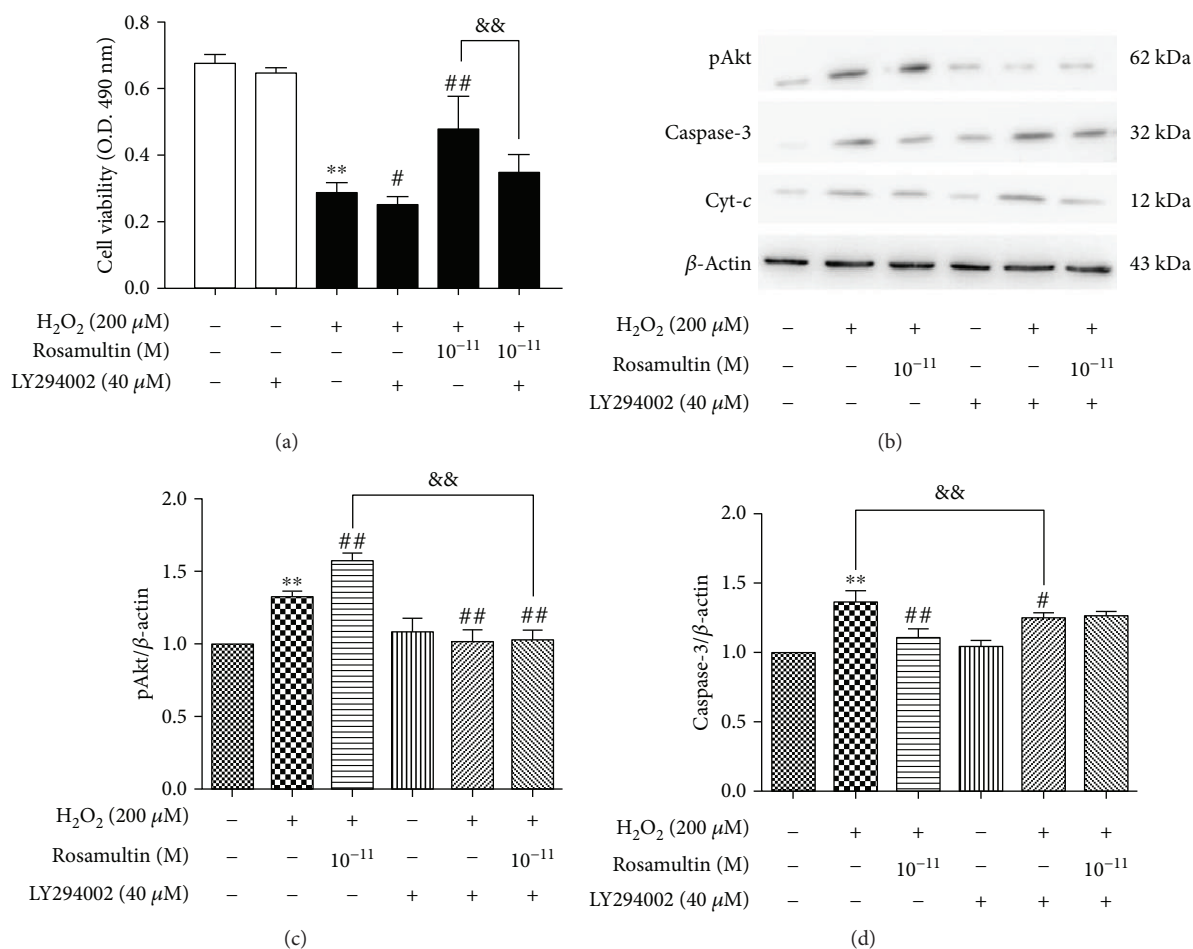 0.8
0.6
0.4
0.2
0.0
Cell viability (O.D. 490 nm)
&&
** # ##
H₂O₂ (200 μM) – – + + + +
Rosamultin (M) – – – – 10⁻¹¹ 10⁻¹¹
LY294002 (40 μM) – + – + – +
(a)
pAkt 62 kDa
Caspase-3 32 kDa
Cyt-c 12 kDa
β-Actin 43 kDa
H₂O₂ (200 μM) – + + – + +
Rosamultin (M) – – 10⁻¹¹ – – 10⁻¹¹
LY294002 (40 μM) – – – + + +
(b)
2.0
1.5
1.0
0.5
0.0
pAkt/β-actin
&&
** ## ## ##
H₂O₂ (200 μM) – + + – + +
Rosamultin (M) – – 10⁻¹¹ – – 10⁻¹¹
LY294002 (40 μM) – – – + + +
(c)
2.0
1.5
1.0
0.5
0.0
Caspase-3/β-actin
&&
** ## #
H₂O₂ (200 μM) – + + – + +
Rosamultin (M) – – 10⁻¹¹ – – 10⁻¹¹
LY294002 (40 μM) – – – + + +
(d)